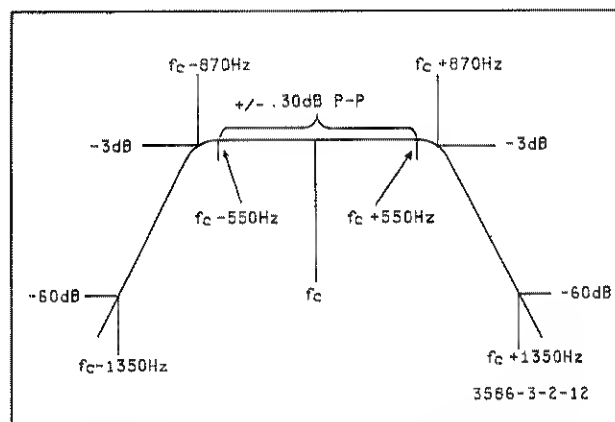 fc-870Hz
fc+870Hz
+/- .30dB P-P
-3dB
-3dB
fc-550Hz
fc+550Hz
-60dB
fc
-60dB
fc-1350Hz
fc+1350Hz
3586-3-2-12